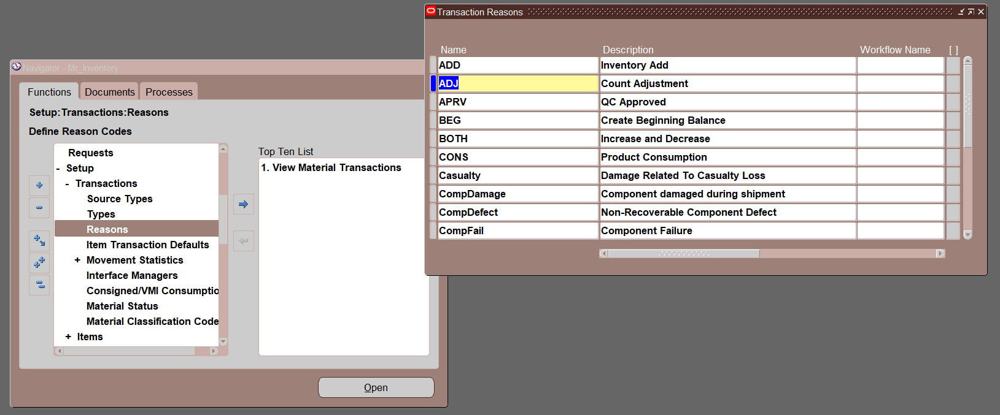 Transaction Reasons
Name Description Workflow Name [ ]
ADD Inventory Add
ADJ Count Adjustment
APRV QC Approved
BEG Create Beginning Balance
BOTH Increase and Decrease
CONS Product Consumption
Casualty Damage Related To Casualty Loss
CompDamage Component damaged during shipment
CompDefect Non-Recoverable Component Defect
CompFail Component Failure
Navigator - Mr_Inventory
Functions Documents Processes
Setup:Transactions:Reasons
Define Reason Codes
Requests
- Setup
- Transactions
Source Types
Types
Reasons
Item Transaction Defaults
+ Movement Statistics
Interface Managers
Consigned/VMI Consumptio
Material Status
Material Classification Code
+ Items
Top Ten List
1. View Material Transactions
Open